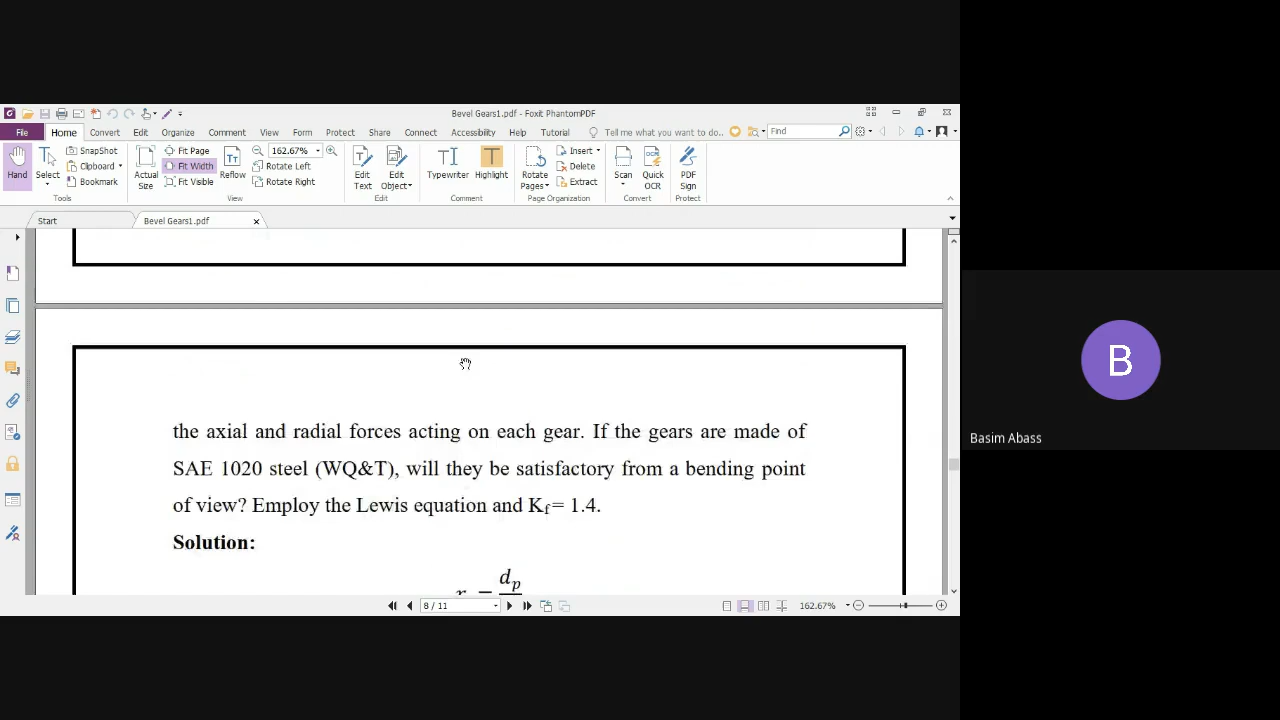 Bevel Gears1.pdf - Foxit PhantomPDF
File Home Convert Edit Organize Comment View Form Protect Share Connect Accessibility Help Tutorial Tell me what you want to do.. Find
Hand
Select
SnapShot
Clipboard
Bookmark
Tools
Actual Size
Fit Page
Fit Width
Fit Visible
Reflow
162.67%
Rotate Left
Rotate Right
View
Edit Text
Edit Object
Edit
Typewriter
Highlight
Comment
Rotate Pages
Insert
Delete
Extract
Page Organization
Scan
Quick OCR
Convert
PDF Sign
Protect
Start
Bevel Gears1.pdf
the axial and radial forces acting on each gear. If the gears are made of
SAE 1020 steel (WQ&T), will they be satisfactory from a bending point
of view? Employ the Lewis equation and Kf= 1.4.
Solution:
dp
8 / 11
162.67%
B
Basim Abass